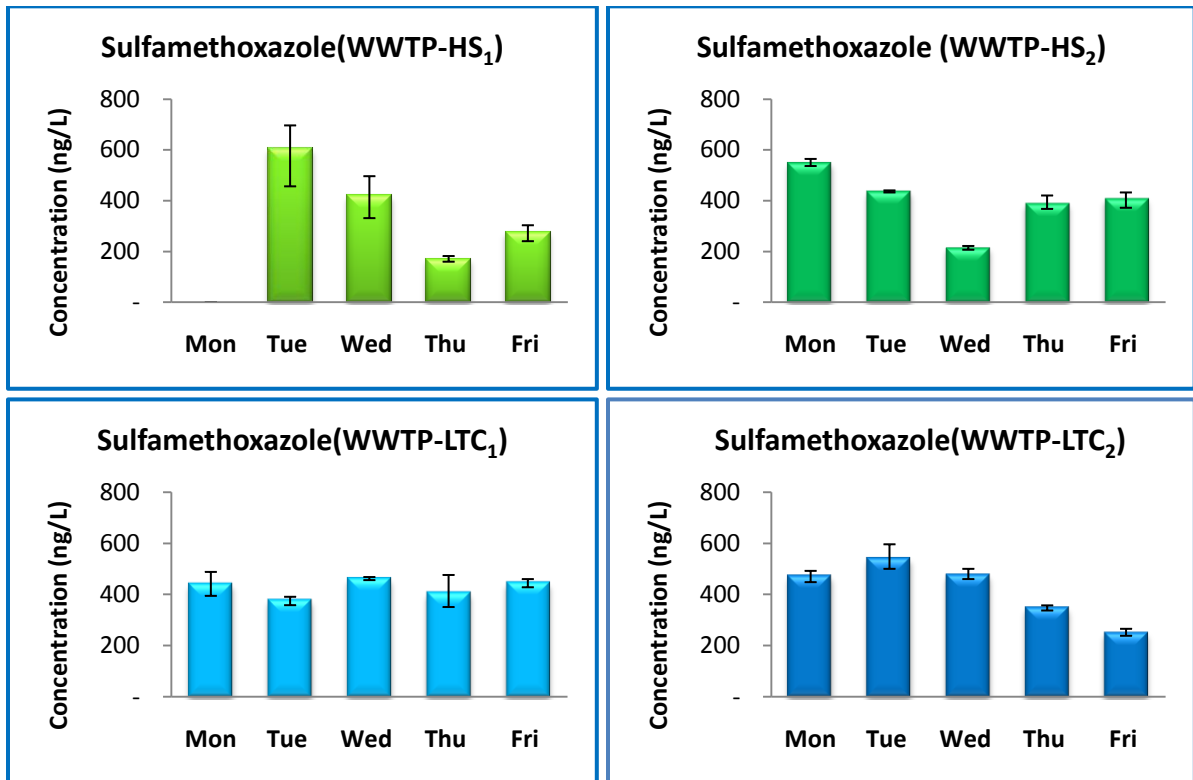 Sulfamethoxazole(WWTP-HS₁)
Concentration (ng/L)
800
600
400
200
-
Mon Tue Wed Thu Fri
Sulfamethoxazole (WWTP-HS₂)
Concentration (ng/L)
800
600
400
200
-
Mon Tue Wed Thu Fri
Sulfamethoxazole(WWTP-LTC₁)
Concentration (ng/L)
800
600
400
200
-
Mon Tue Wed Thu Fri
Sulfamethoxazole(WWTP-LTC₂)
Concentration (ng/L)
800
600
400
200
-
Mon Tue Wed Thu Fri